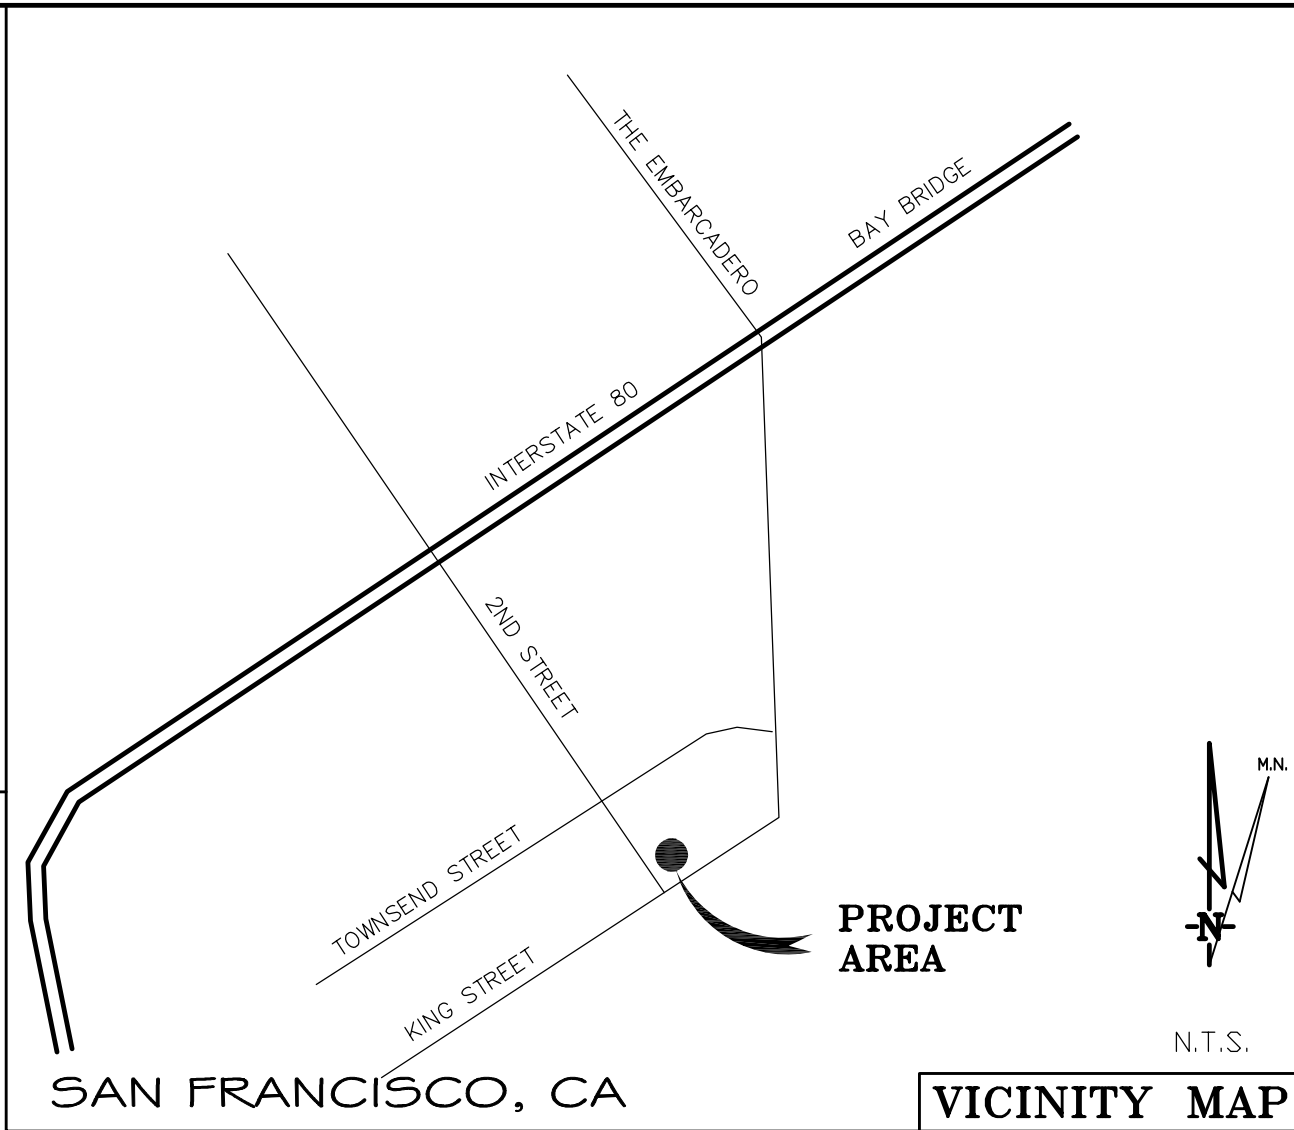 THE EMBARCADERO
BAY BRIDGE
INTERSTATE 80
2ND STREET
TOWNSEND STREET
KING STREET
PROJECT
AREA
M.N.
N
N.T.S.
SAN FRANCISCO, CA
VICINITY MAP